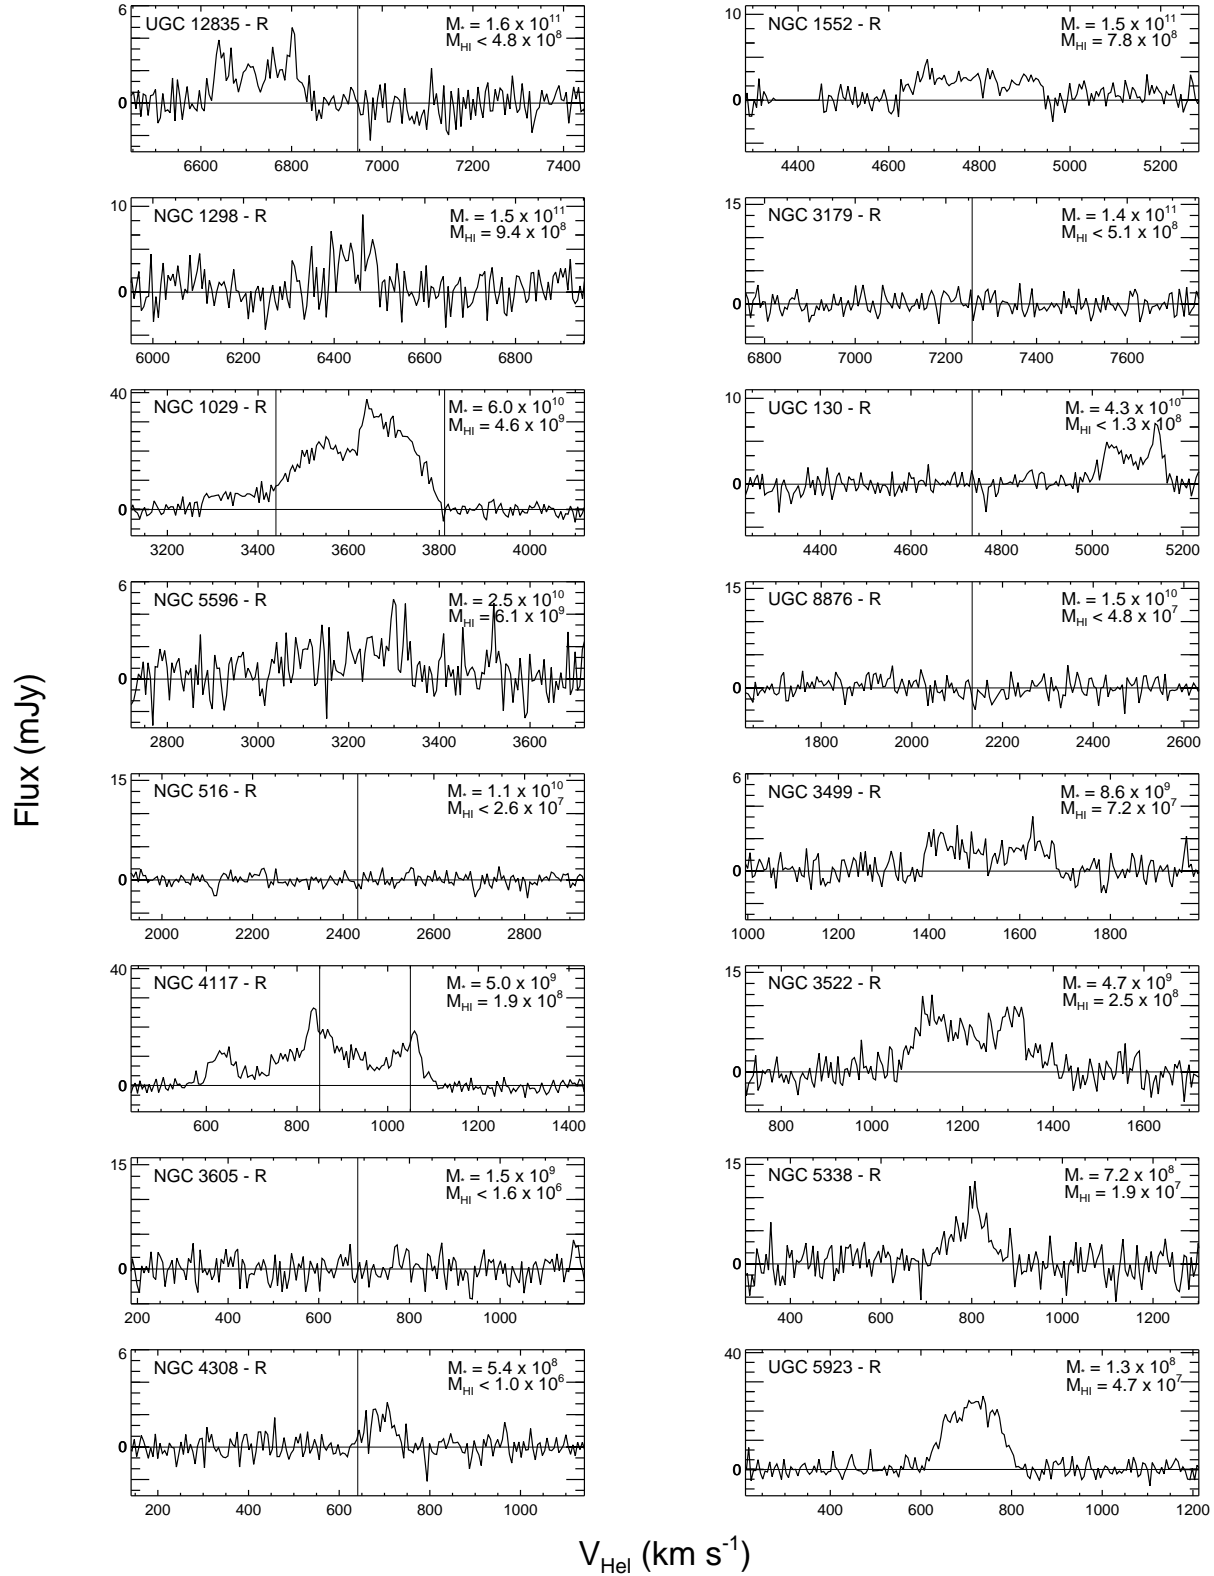 UGC 12835 - R
M* = 1.6 x 10^11
M_HI < 4.8 x 10^8
6
0
6600 6800 7000 7200 7400
NGC 1552 - R
M* = 1.5 x 10^11
M_HI = 7.8 x 10^8
10
0
4400 4600 4800 5000 5200
NGC 1298 - R
M* = 1.5 x 10^11
M_HI = 9.4 x 10^8
10
0
6000 6200 6400 6600 6800
NGC 3179 - R
M* = 1.4 x 10^11
M_HI < 5.1 x 10^8
15
0
6800 7000 7200 7400 7600
NGC 1029 - R
M* = 6.0 x 10^10
M_HI = 4.6 x 10^9
40
0
3200 3400 3600 3800 4000
UGC 130 - R
M* = 4.3 x 10^10
M_HI < 1.3 x 10^8
10
0
4400 4600 4800 5000 5200
NGC 5596 - R
M* = 2.5 x 10^10
M_HI = 6.1 x 10^9
6
0
2800 3000 3200 3400 3600
UGC 8876 - R
M* = 1.5 x 10^10
M_HI < 4.8 x 10^7
15
0
1800 2000 2200 2400 2600
NGC 516 - R
M* = 1.1 x 10^10
M_HI < 2.6 x 10^7
15
0
2000 2200 2400 2600 2800
NGC 3499 - R
M* = 8.6 x 10^9
M_HI = 7.2 x 10^7
6
0
1000 1200 1400 1600 1800
NGC 4117 - R
M* = 5.0 x 10^9
M_HI = 1.9 x 10^8
40
0
600 800 1000 1200 1400
NGC 3522 - R
M* = 4.7 x 10^9
M_HI = 2.5 x 10^8
15
0
800 1000 1200 1400 1600
NGC 3605 - R
M* = 1.5 x 10^9
M_HI < 1.6 x 10^6
15
0
200 400 600 800 1000
NGC 5338 - R
M* = 7.2 x 10^8
M_HI = 1.9 x 10^7
15
0
400 600 800 1000 1200
NGC 4308 - R
M* = 5.4 x 10^8
M_HI < 1.0 x 10^6
6
0
200 400 600 800 1000
UGC 5923 - R
M* = 1.3 x 10^8
M_HI = 4.7 x 10^7
40
0
400 600 800 1000 1200
Flux (mJy)
V_Hel (km s^-1)